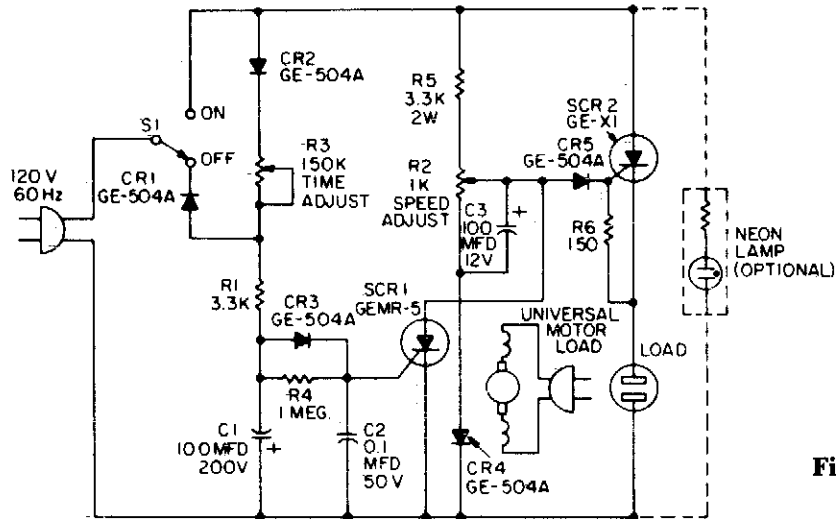 CR2
GE-504A
ON
S1
OFF
CR1
GE-504A
120 V
60 Hz
R3
150K
TIME
ADJUST
R5
3.3K
2W
R2
1K
SPEED
ADJUST
C3
100
MFD
12V
+
SCR2
GE-X1
CR5
GE-504A
R6
150
NEON
LAMP
(OPTIONAL)
R1
3.3K
CR3
GE-504A
SCR1
GEMR-5
UNIVERSAL
MOTOR
LOAD
LOAD
R4
1 MEG.
C1
100MFD
200V
+
C2
0.1
MFD
50V
CR4
GE-504A
Fi